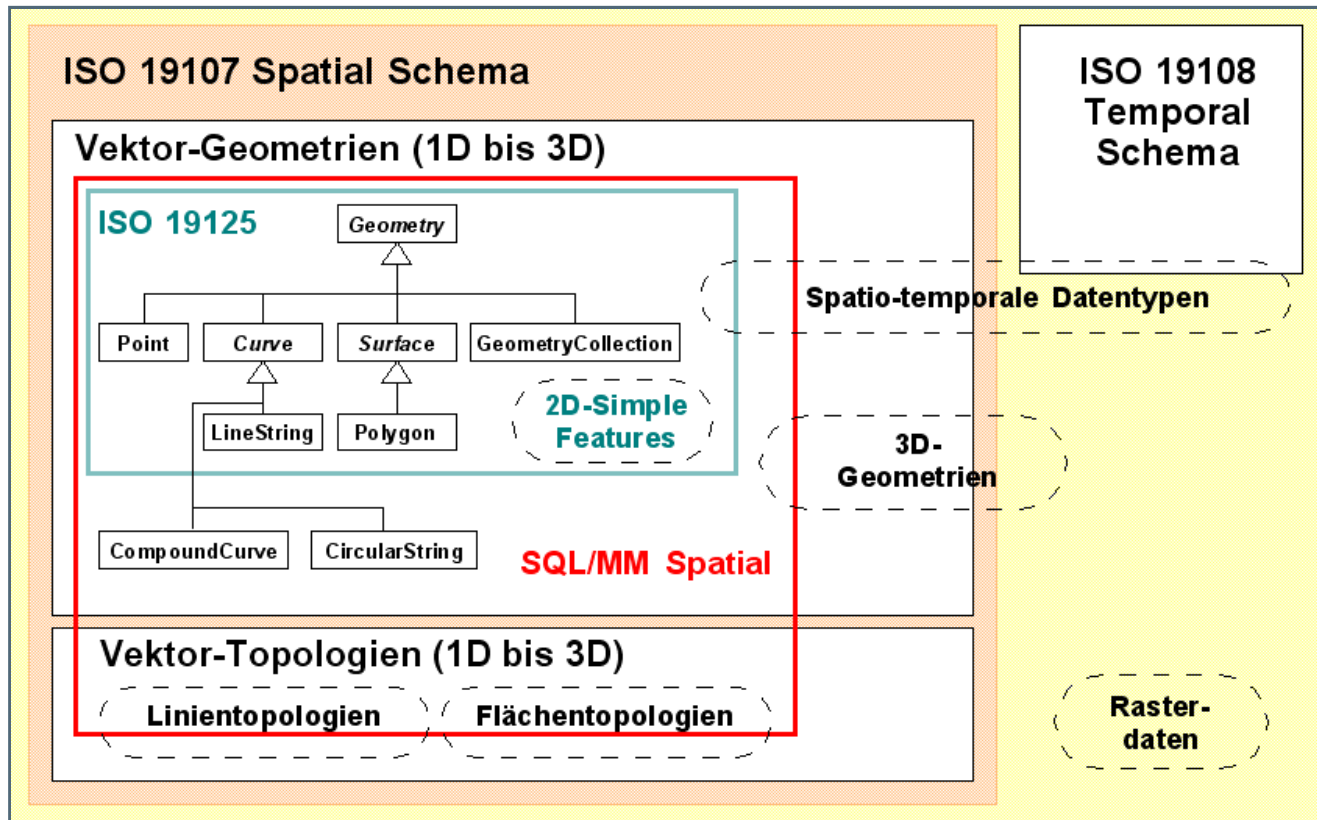 ISO 19107 Spatial Schema
ISO 19108
Temporal
Schema
Vektor-Geometrien (1D bis 3D)
ISO 19125
Geometry
Spatio-temporale Datentypen
Point
Curve
Surface
GeometryCollection
2D-Simple
Features
LineString
Polygon
3D-
Geometrien
CompoundCurve
CircularString
SQL/MM Spatial
Vektor-Topologien (1D bis 3D)
Linientopologien
Flächentopologien
Raster-
daten